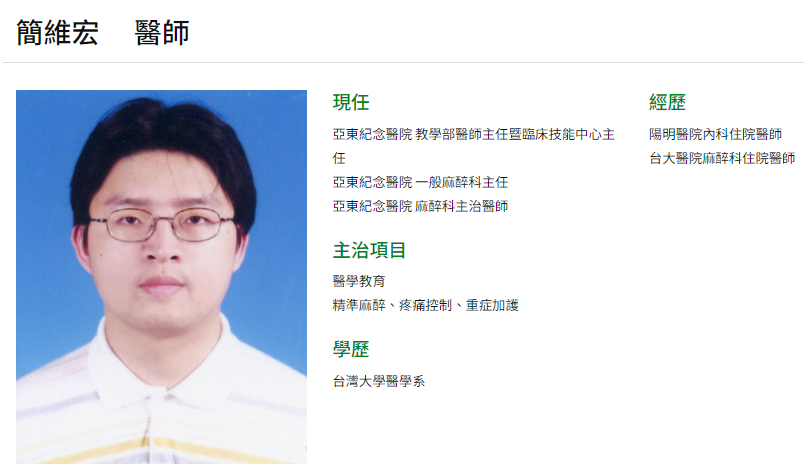 簡維宏 醫師
現任
亞東紀念醫院 教學部醫師主任暨臨床技能中心主
任
亞東紀念醫院 一般麻醉科主任
亞東紀念醫院 麻醉科主治醫師
主治項目
醫學教育
精準麻醉、疼痛控制、重症加護
學歷
台灣大學醫學系
經歷
陽明醫院內科住院醫師
台大醫院麻醉科住院醫師